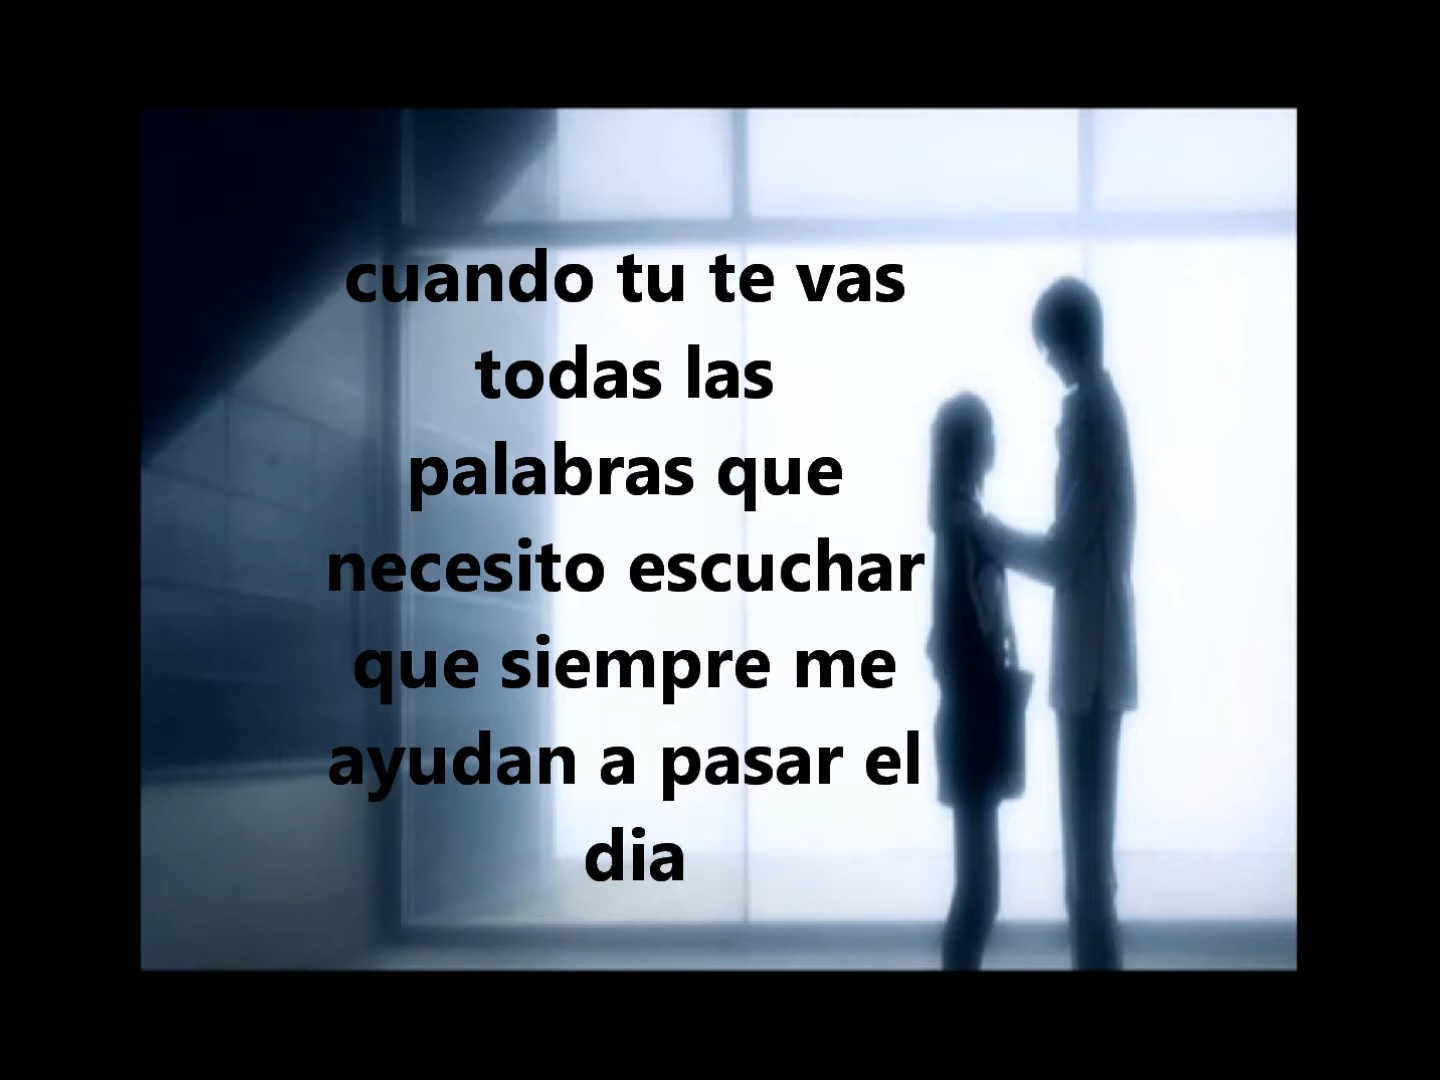 cuando tu te vas
todas las
palabras que
necesito escuchar
que siempre me
ayudan a pasar el
dia